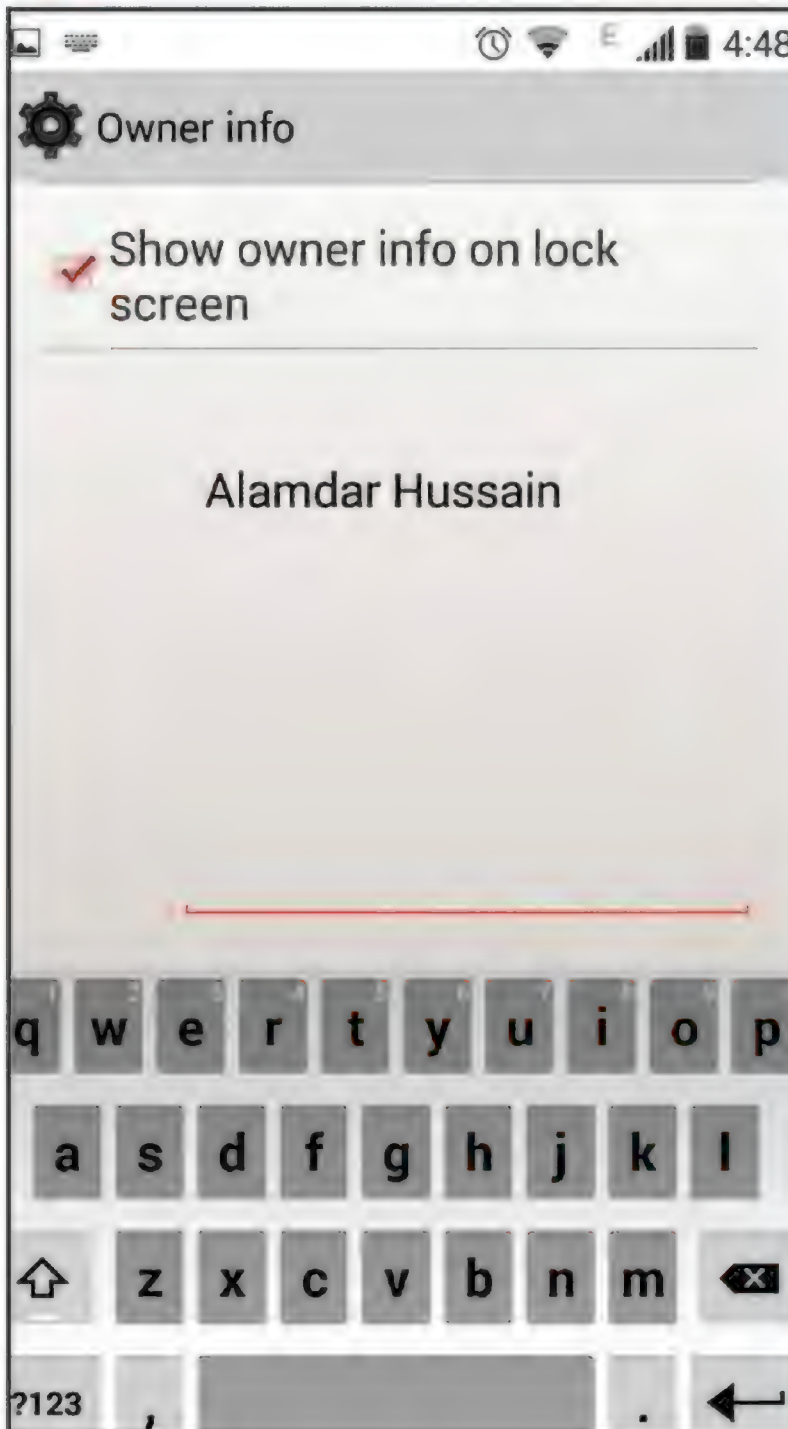 E 4:48
Owner info
Show owner info on lock
screen
Alamdar Hussain
q w e r t y u i o p
a s d f g h j k l
z x c v b n m
?123 , .